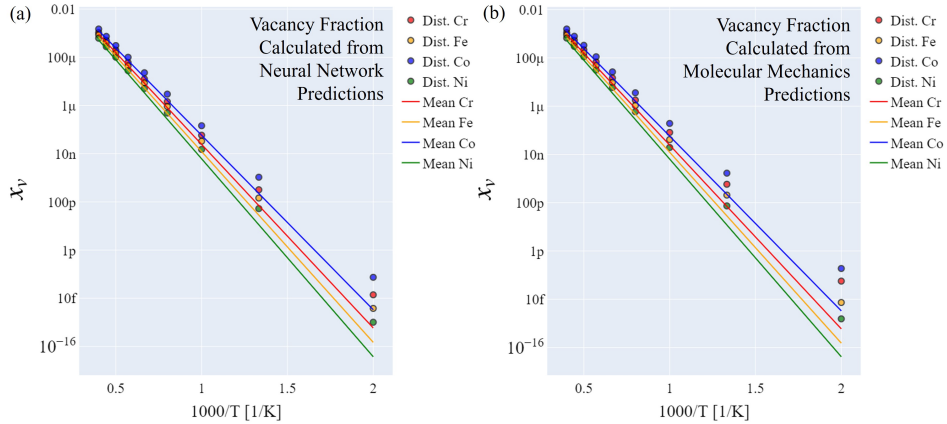 (a)
Vacancy Fraction
Calculated from
Neural Network
Predictions
0.01
100μ
1μ
10n
100p
1p
10f
10⁻¹⁶
xᵥ
0.5
1
1.5
2
1000/T [1/K]
Dist. Cr
Dist. Fe
Dist. Co
Dist. Ni
Mean Cr
Mean Fe
Mean Co
Mean Ni
(b)
Vacancy Fraction
Calculated from
Molecular Mechanics
Predictions
0.01
100μ
1μ
10n
100p
1p
10f
10⁻¹⁶
xᵥ
0.5
1
1.5
2
1000/T [1/K]
Dist. Cr
Dist. Fe
Dist. Co
Dist. Ni
Mean Cr
Mean Fe
Mean Co
Mean Ni